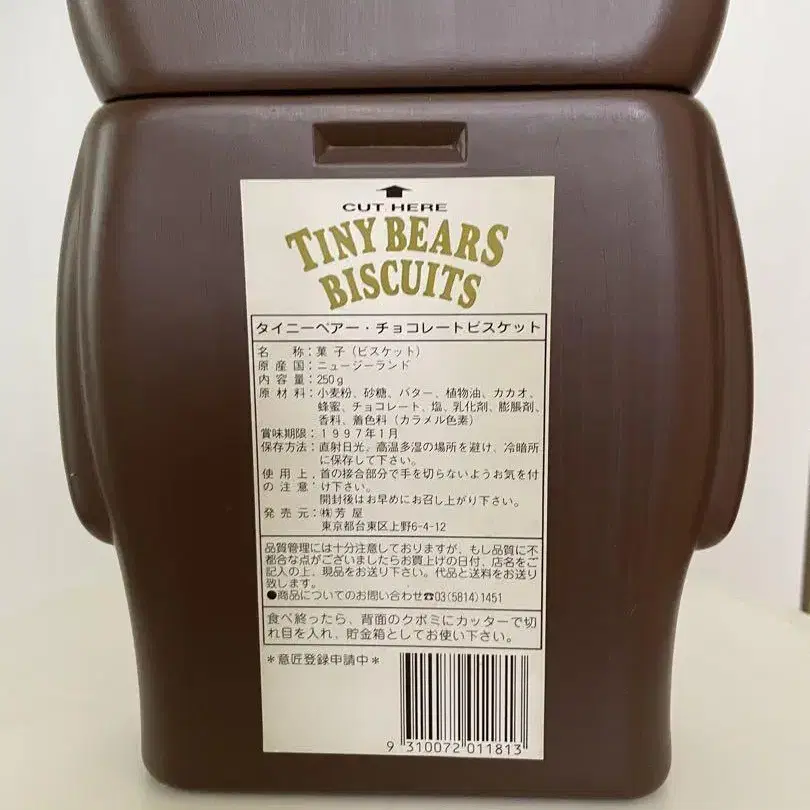 CUT HERE
TINY BEARS
BISCUITS
タイニーベアー・チョコレートビスケット
名　称：菓子（ビスケット）
原産国：ニュージーランド
内容量：250g
原材料：小麦粉、砂糖、バター、植物油、カカオ、
蜂蜜、チョコレート、塩、乳化剤、膨脹剤、
香料、着色料（カラメル色素）
賞味期限：1997年1月
保存方法：直射日光、高温多湿の場所を避け、冷暗所
に保存して下さい。
使用上　首の接合部分で手を切らないようお気を付
の注意：け下さい。
開封後はお早めにお召し上がり下さい。
発売元：㈱芳屋
東京都台東区上野6-4-12
品質管理には十分注意しておりますが、もし品質に不
都合な点がございましたらお買上げの日付、店名をご
記入の上、現品をお送り下さい。代品と送料をお送り
致します。
●商品についてのお問い合わせ☎03(5814)1451
食べ終ったら、背面のクボミにカッターで切
れ目を入れ、貯金箱としてお使い下さい。
＊意匠登録申請中＊
9 310072 011813